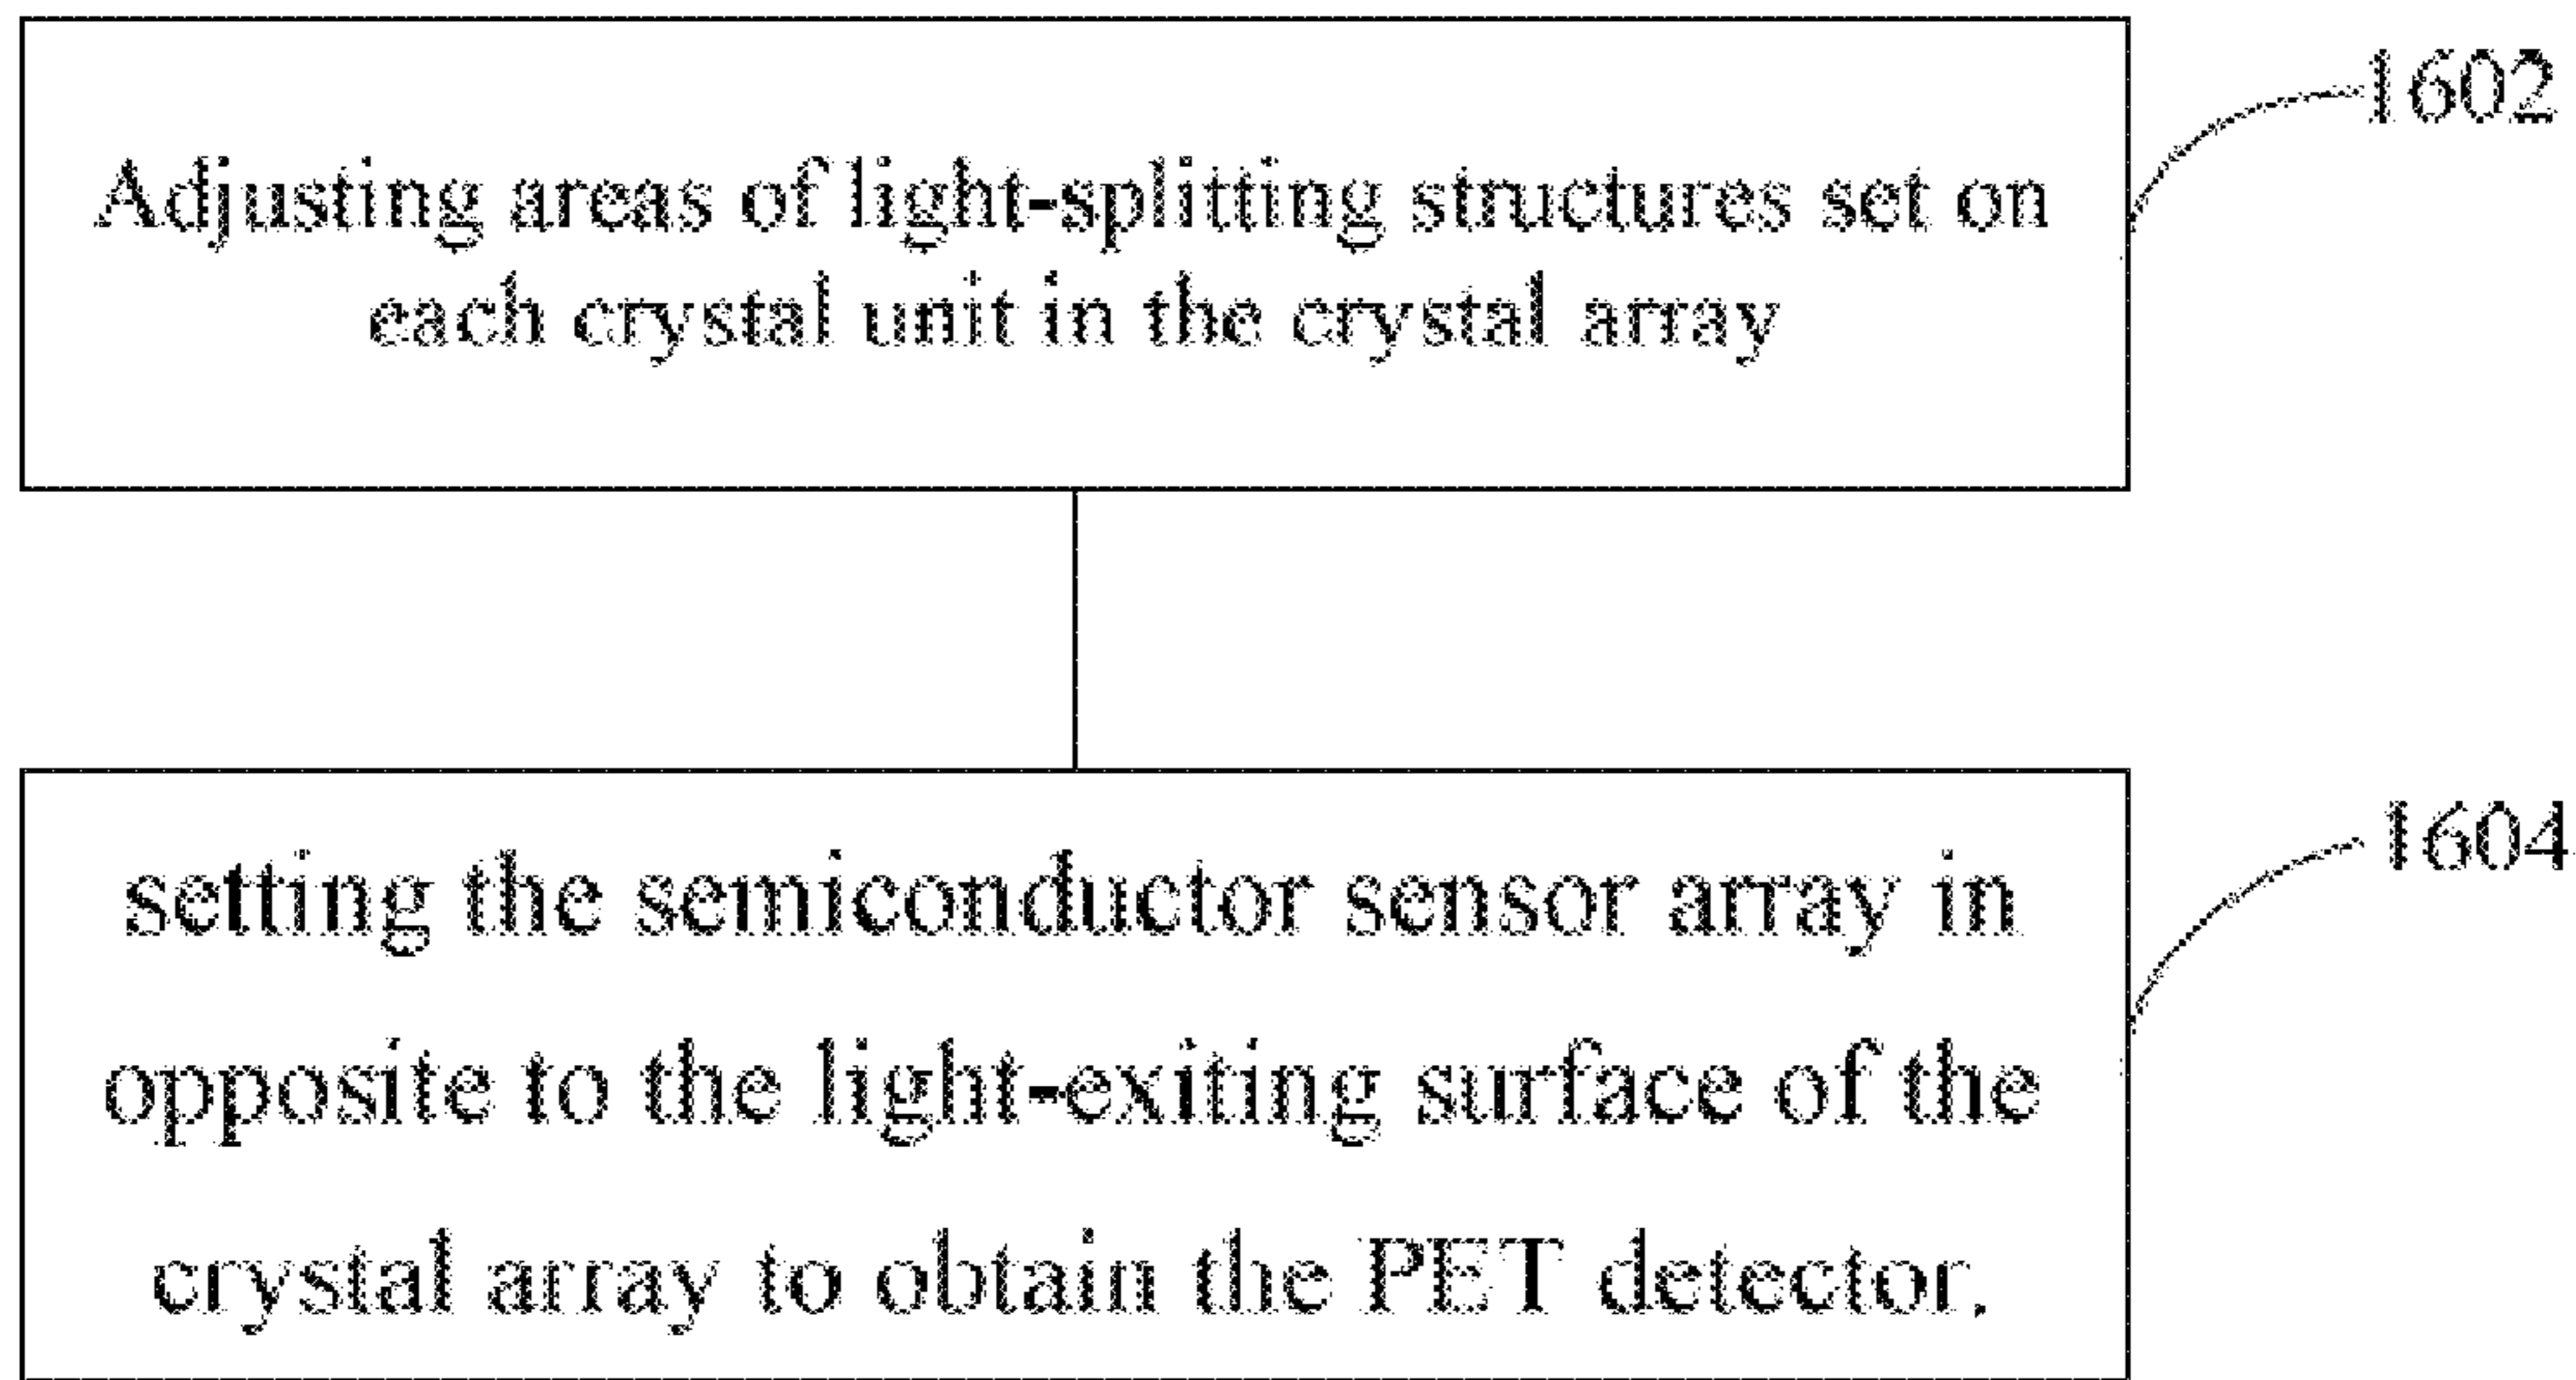 1602
Adjusting areas of light-splitting structures set on
each crystal unit in the crystal array
1604
setting the semiconductor sensor array in
opposite to the light-exiting surface of the
crystal array to obtain the PET detector.